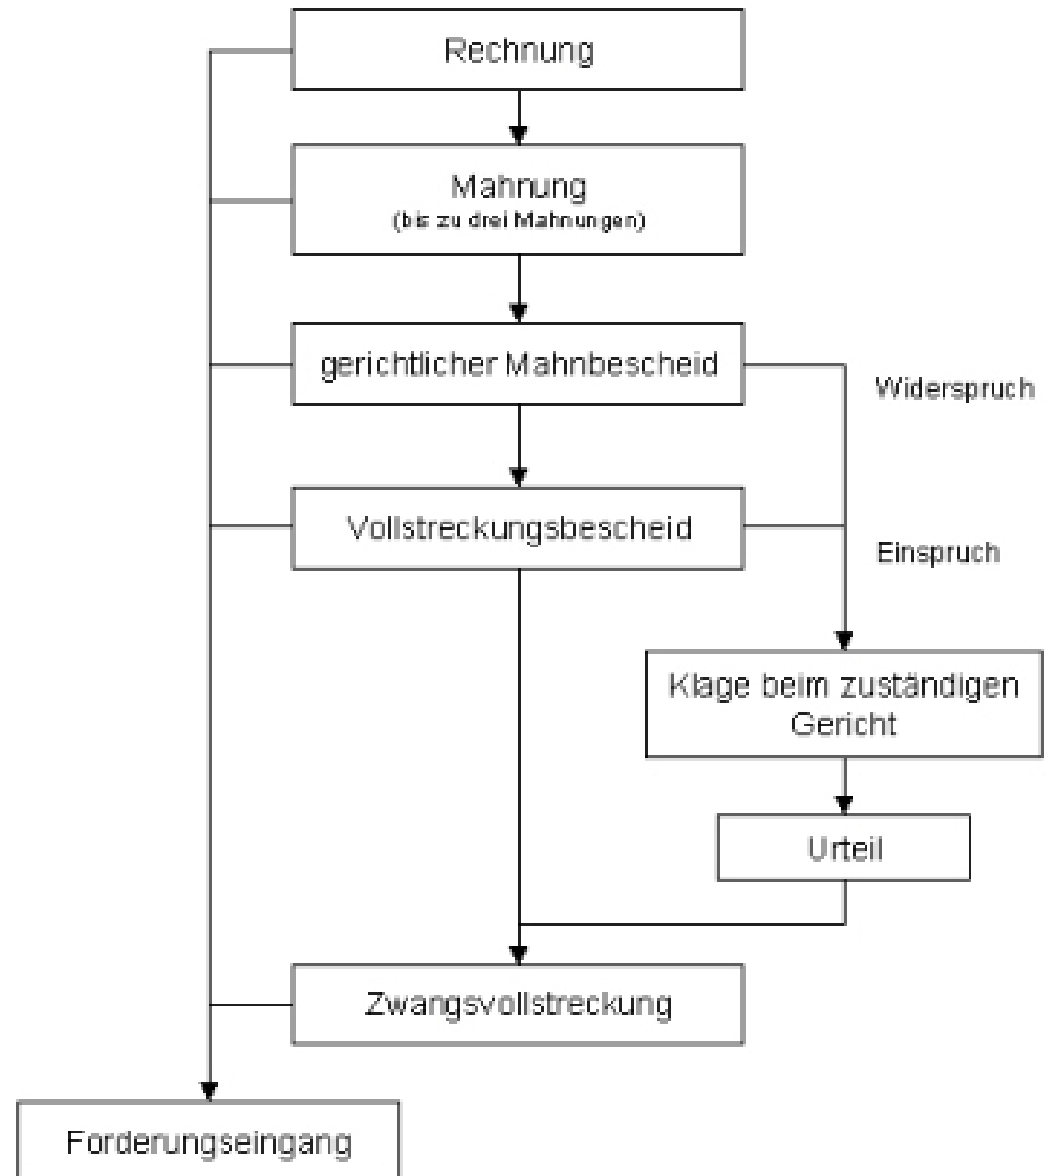 Rechnung
Mahnung
(bis zu drei Mahnungen)
gerichtlicher Mahnbescheid
Widerspruch
Vollstreckungsbescheid
Einspruch
Klage beim zuständigen
Gericht
Urteil
Zwangsvollstreckung
Forderungseingang